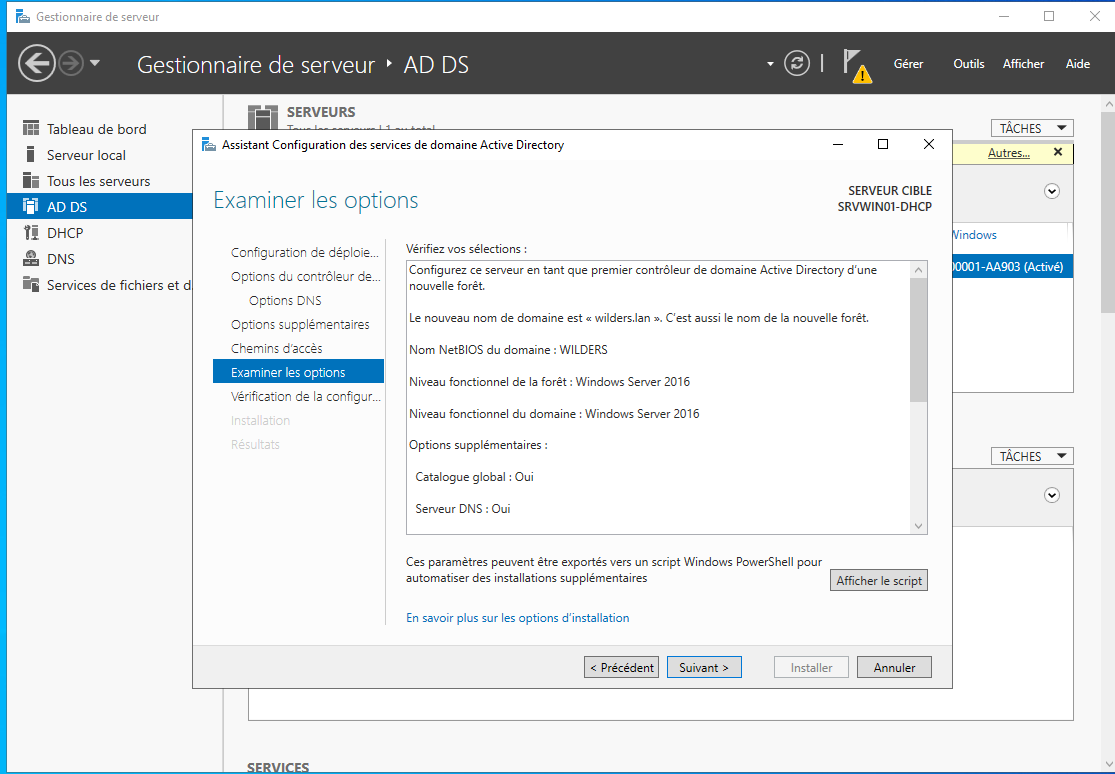 Gestionnaire de serveur
Gestionnaire de serveur ‣ AD DS
Gérer Outils Afficher Aide
Tableau de bord
Serveur local
Tous les serveurs
AD DS
DHCP
DNS
Services de fichiers et d
SERVEURS
Tous les serveurs | 1 au total
TÂCHES
Autres...
Windows
00001-AA903 (Activé)
TÂCHES
SERVICES
Assistant Configuration des services de domaine Active Directory
Examiner les options
SERVEUR CIBLE
SRVWIN01-DHCP
Configuration de déploie...
Options du contrôleur de...
Options DNS
Options supplémentaires
Chemins d’accès
Examiner les options
Vérification de la configur...
Installation
Résultats
Vérifiez vos sélections :
Configurez ce serveur en tant que premier contrôleur de domaine Active Directory d’une
nouvelle forêt.
Le nouveau nom de domaine est « wilders.lan ». C’est aussi le nom de la nouvelle forêt.
Nom NetBIOS du domaine : WILDERS
Niveau fonctionnel de la forêt : Windows Server 2016
Niveau fonctionnel du domaine : Windows Server 2016
Options supplémentaires :
Catalogue global : Oui
Serveur DNS : Oui
Ces paramètres peuvent être exportés vers un script Windows PowerShell pour
automatiser des installations supplémentaires
Afficher le script
En savoir plus sur les options d’installation
< Précédent Suivant > Installer Annuler